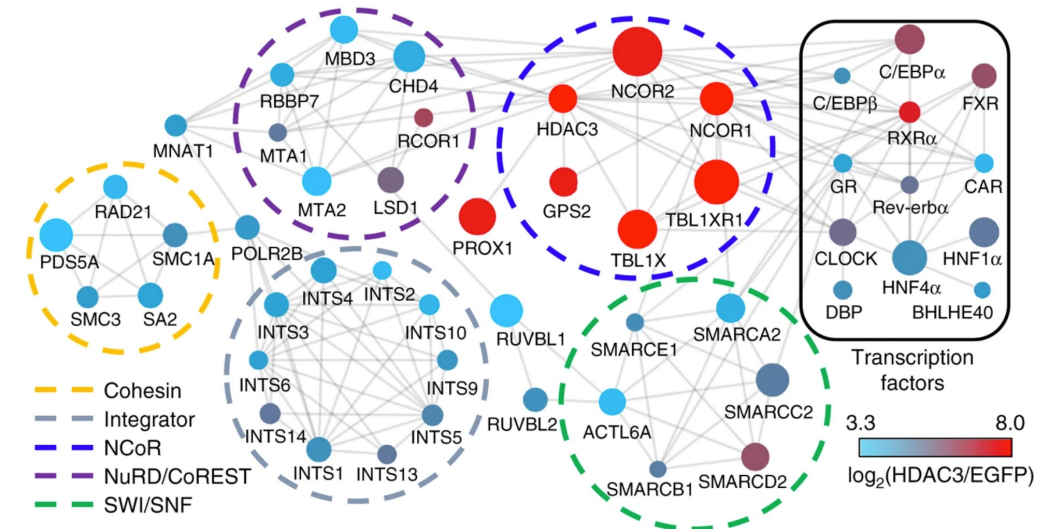 MBD3
CHD4
RBBP7
MTA1
RCOR1
MTA2
LSD1
MNAT1
NCOR2
HDAC3
NCOR1
GPS2
TBL1XR1
TBL1X
PROX1
C/EBPα
C/EBPβ
FXR
RXRα
GR
CAR
Rev-erbα
CLOCK
HNF1α
HNF4α
DBP
BHLHE40
Transcription
factors
RAD21
PDS5A
SMC1A
SMC3
SA2
POLR2B
INTS4
INTS2
INTS3
INTS10
INTS6
INTS9
INTS14
INTS5
INTS1
INTS13
RUVBL1
RUVBL2
SMARCE1
SMARCA2
SMARCC2
ACTL6A
SMARCB1
SMARCD2
Cohesin
Integrator
NCoR
NuRD/CoREST
SWI/SNF
3.3 8.0
log2(HDAC3/EGFP)